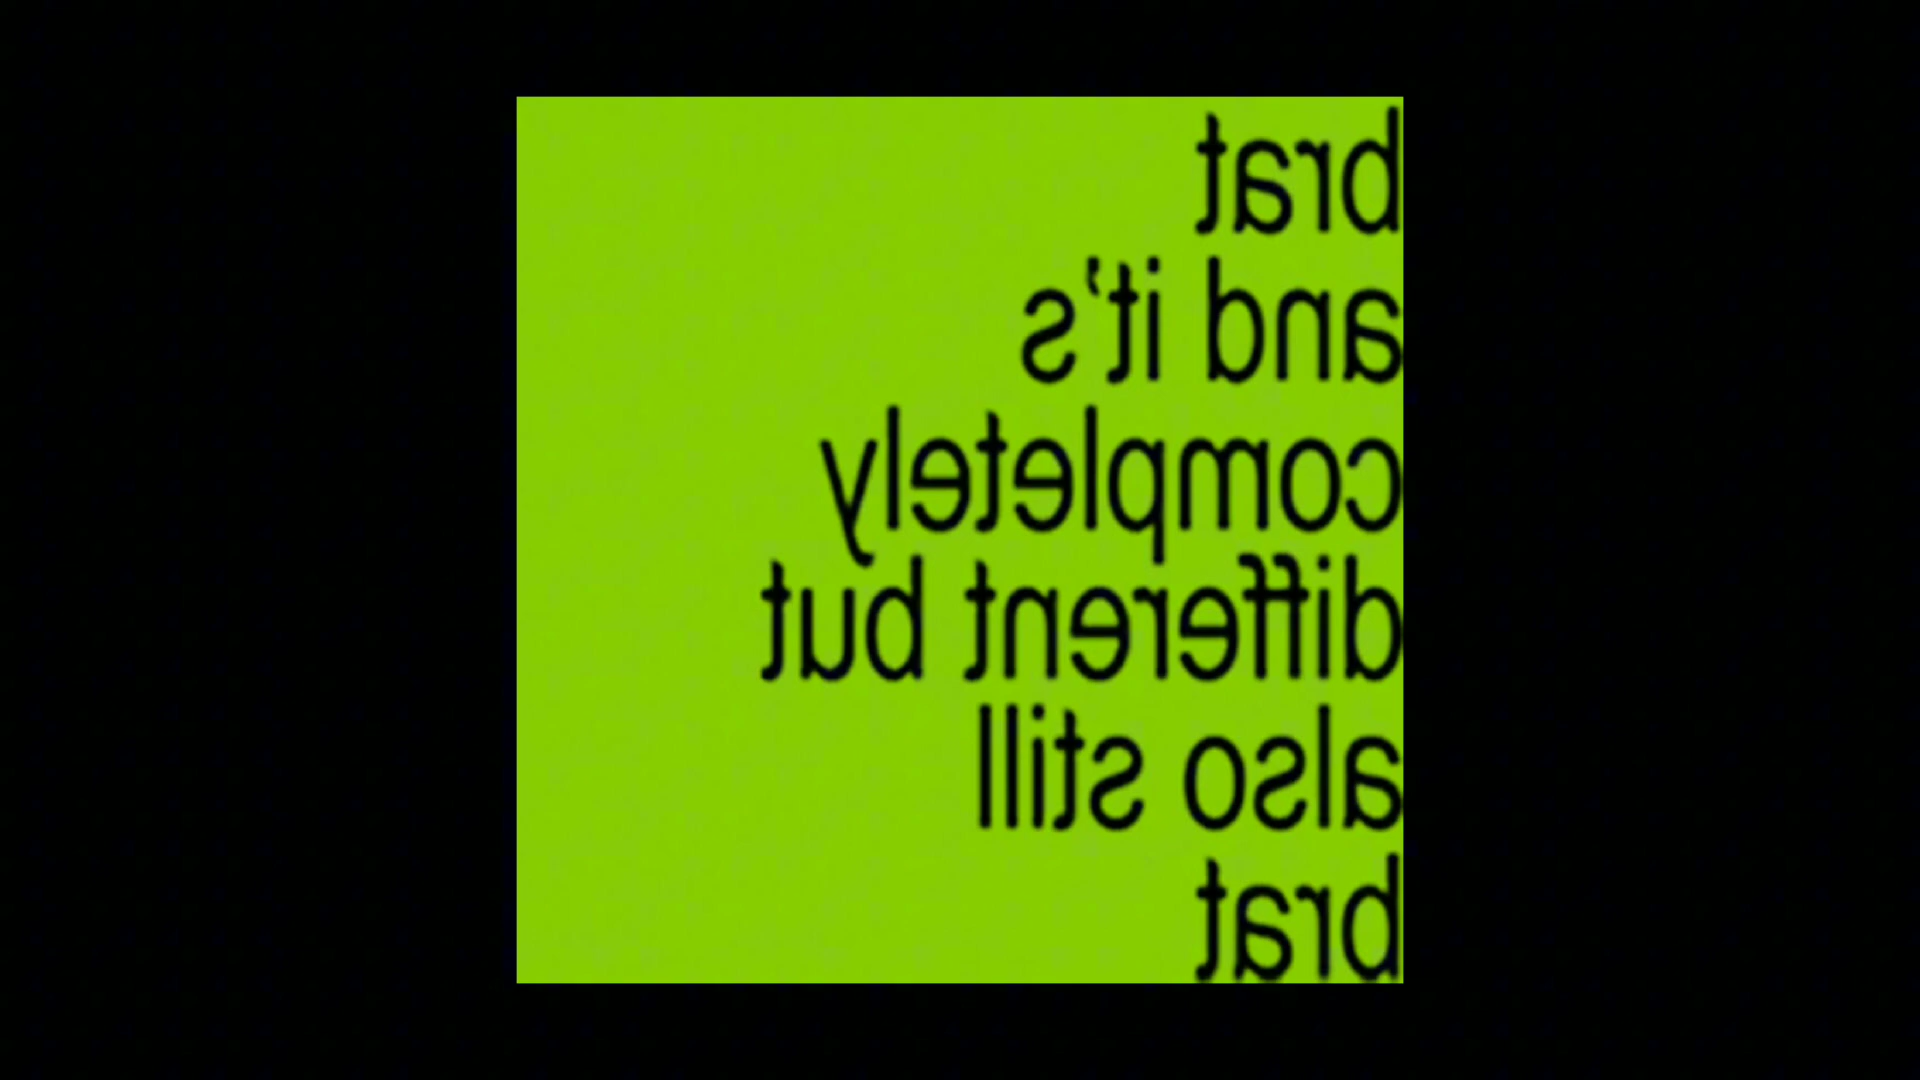 brat
and it's
completely
different but
also still
brat